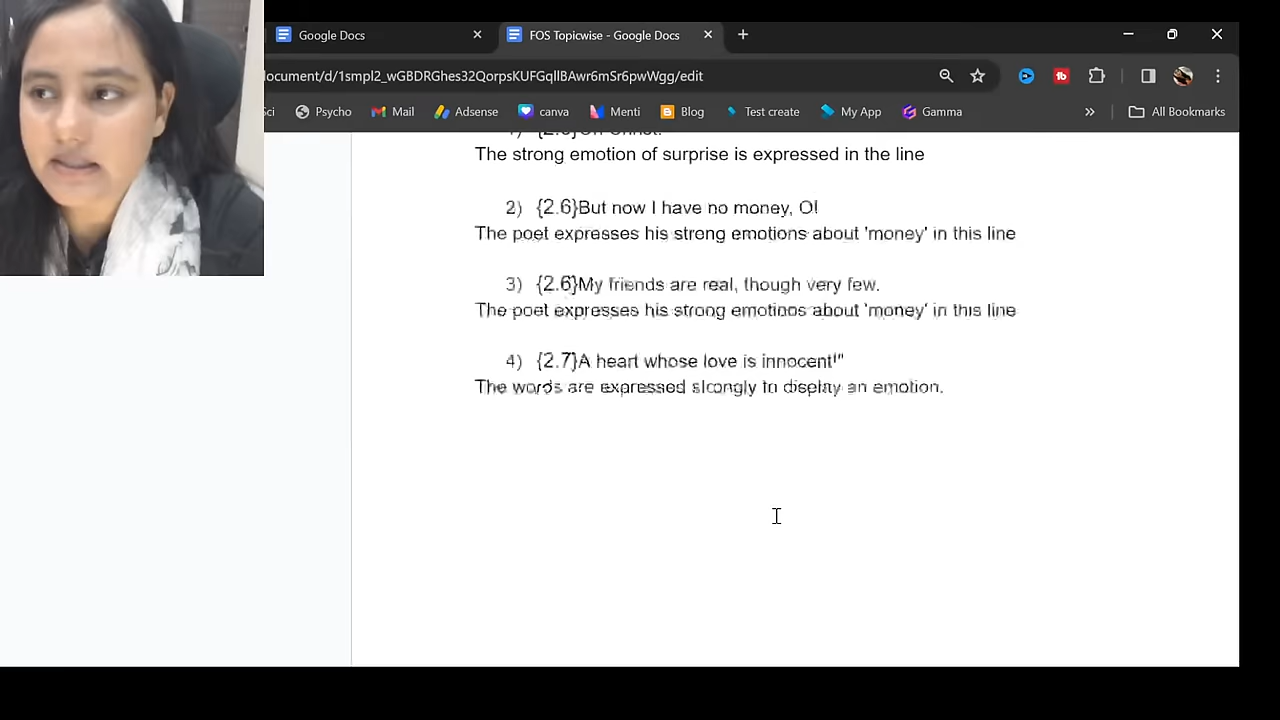 Google Docs
FOS Topicwise - Google Docs
ocument/d/1smpl2_wGBDRGhes32QorpsKUFGqllBAwr6mSr6pwWgg/edit
ci Psycho Mail Adsense canva Menti Blog Test create My App Gamma » All Bookmarks
The strong emotion of surprise is expressed in the line
2) {2.6}But now I have no money, O!
The poet expresses his strong emotions about 'money' in this line
3) {2.6}My friends are real, though very few.
The poet expresses his strong emotions about 'money' in this line
4) {2.7}A heart whose love is innocent!"
The words are expressed strongly to display an emotion.